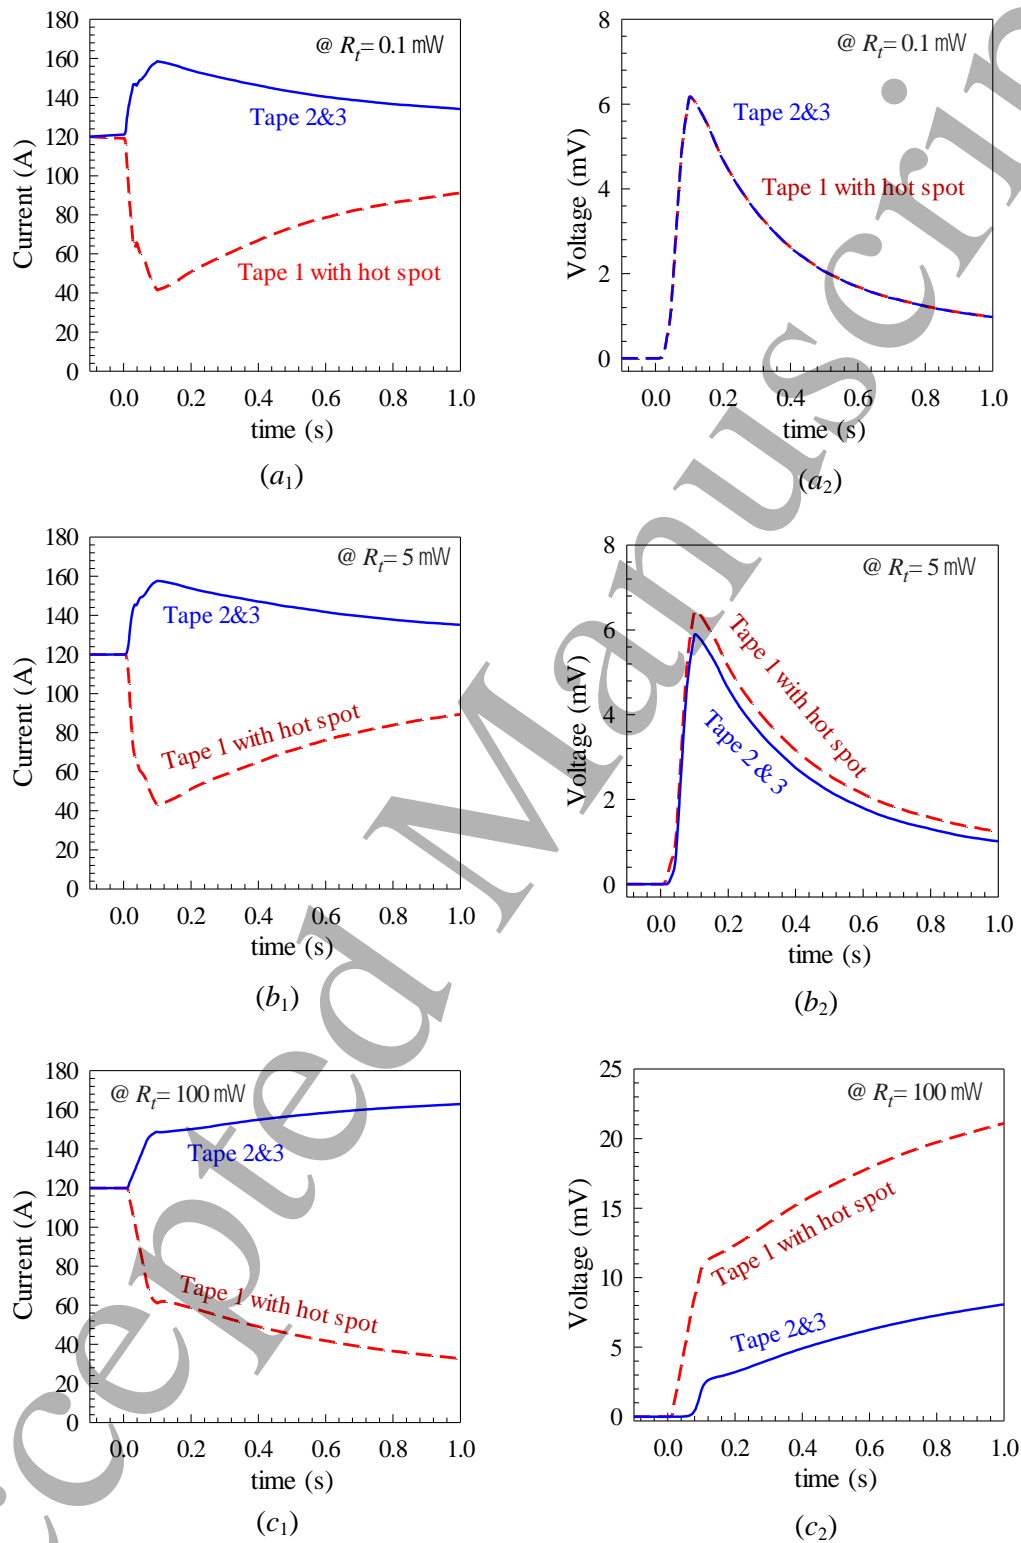 180
160
140
120
100
80
60
40
20
0
Current (A)
@ Rt= 0.1 mW
Tape 2&3
Tape 1 with hot spot
0.0 0.2 0.4 0.6 0.8 1.0
time (s)
(a1)
8
6
4
2
0
Voltage (mV)
@ Rt= 0.1 mW
Tape 2&3
Tape 1 with hot spot
0.0 0.2 0.4 0.6 0.8 1.0
time (s)
(a2)
180
160
140
120
100
80
60
40
20
0
Current (A)
@ Rt= 5 mW
Tape 2&3
Tape 1 with hot spot
0.0 0.2 0.4 0.6 0.8 1.0
time (s)
(b1)
8
6
4
2
0
Voltage (mV)
@ Rt= 5 mW
Tape 1 with hot spot
Tape 2 & 3
0.0 0.2 0.4 0.6 0.8 1.0
time (s)
(b2)
180
160
140
120
100
80
60
40
20
0
Current (A)
@ Rt= 100 mW
Tape 2&3
Tape 1 with hot spot
0.0 0.2 0.4 0.6 0.8 1.0
time (s)
(c1)
25
20
15
10
5
0
Voltage (mV)
@ Rt= 100 mW
Tape 1 with hot spot
Tape 2&3
0.0 0.2 0.4 0.6 0.8 1.0
time (s)
(c2)
cepted Manuscrip